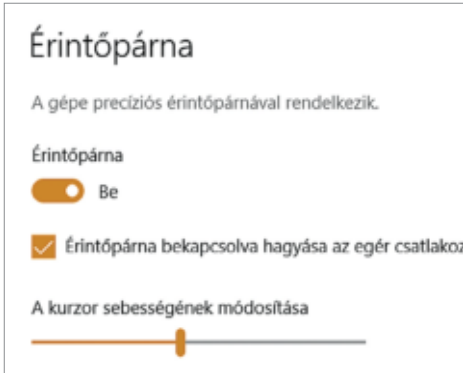 Érintőpárna
A gépe precíziós érintőpárnával rendelkezik.
Érintőpárna
Be
Érintőpárna bekapcsolva hagyása az egér csatlakoz
A kurzor sebességének módosítása